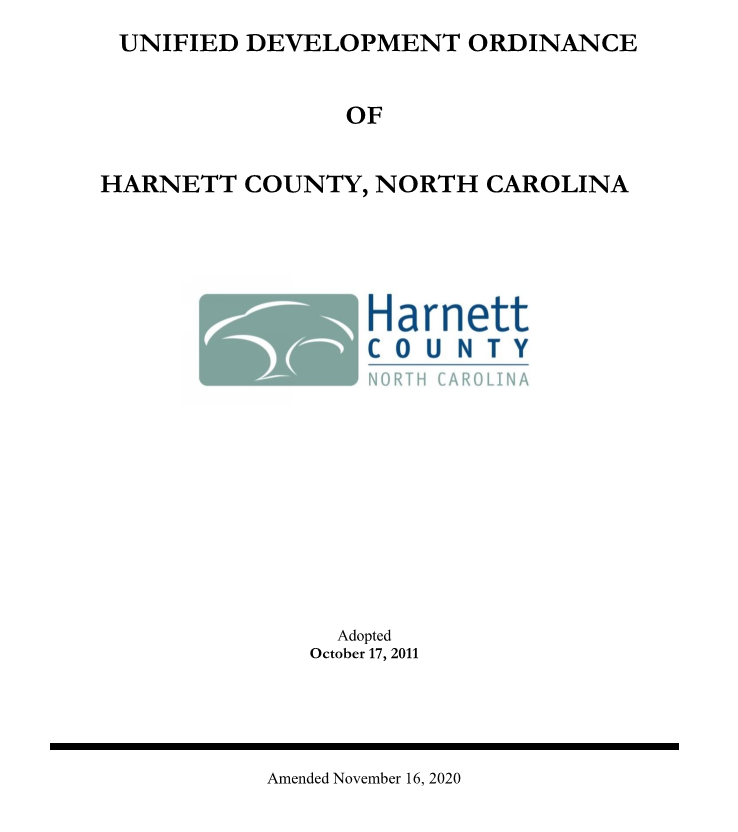 UNIFIED DEVELOPMENT ORDINANCE
OF
HARNETT COUNTY, NORTH CAROLINA
Harnett
COUNTY
NORTH CAROLINA
Adopted
October 17, 2011
Amended November 16, 2020